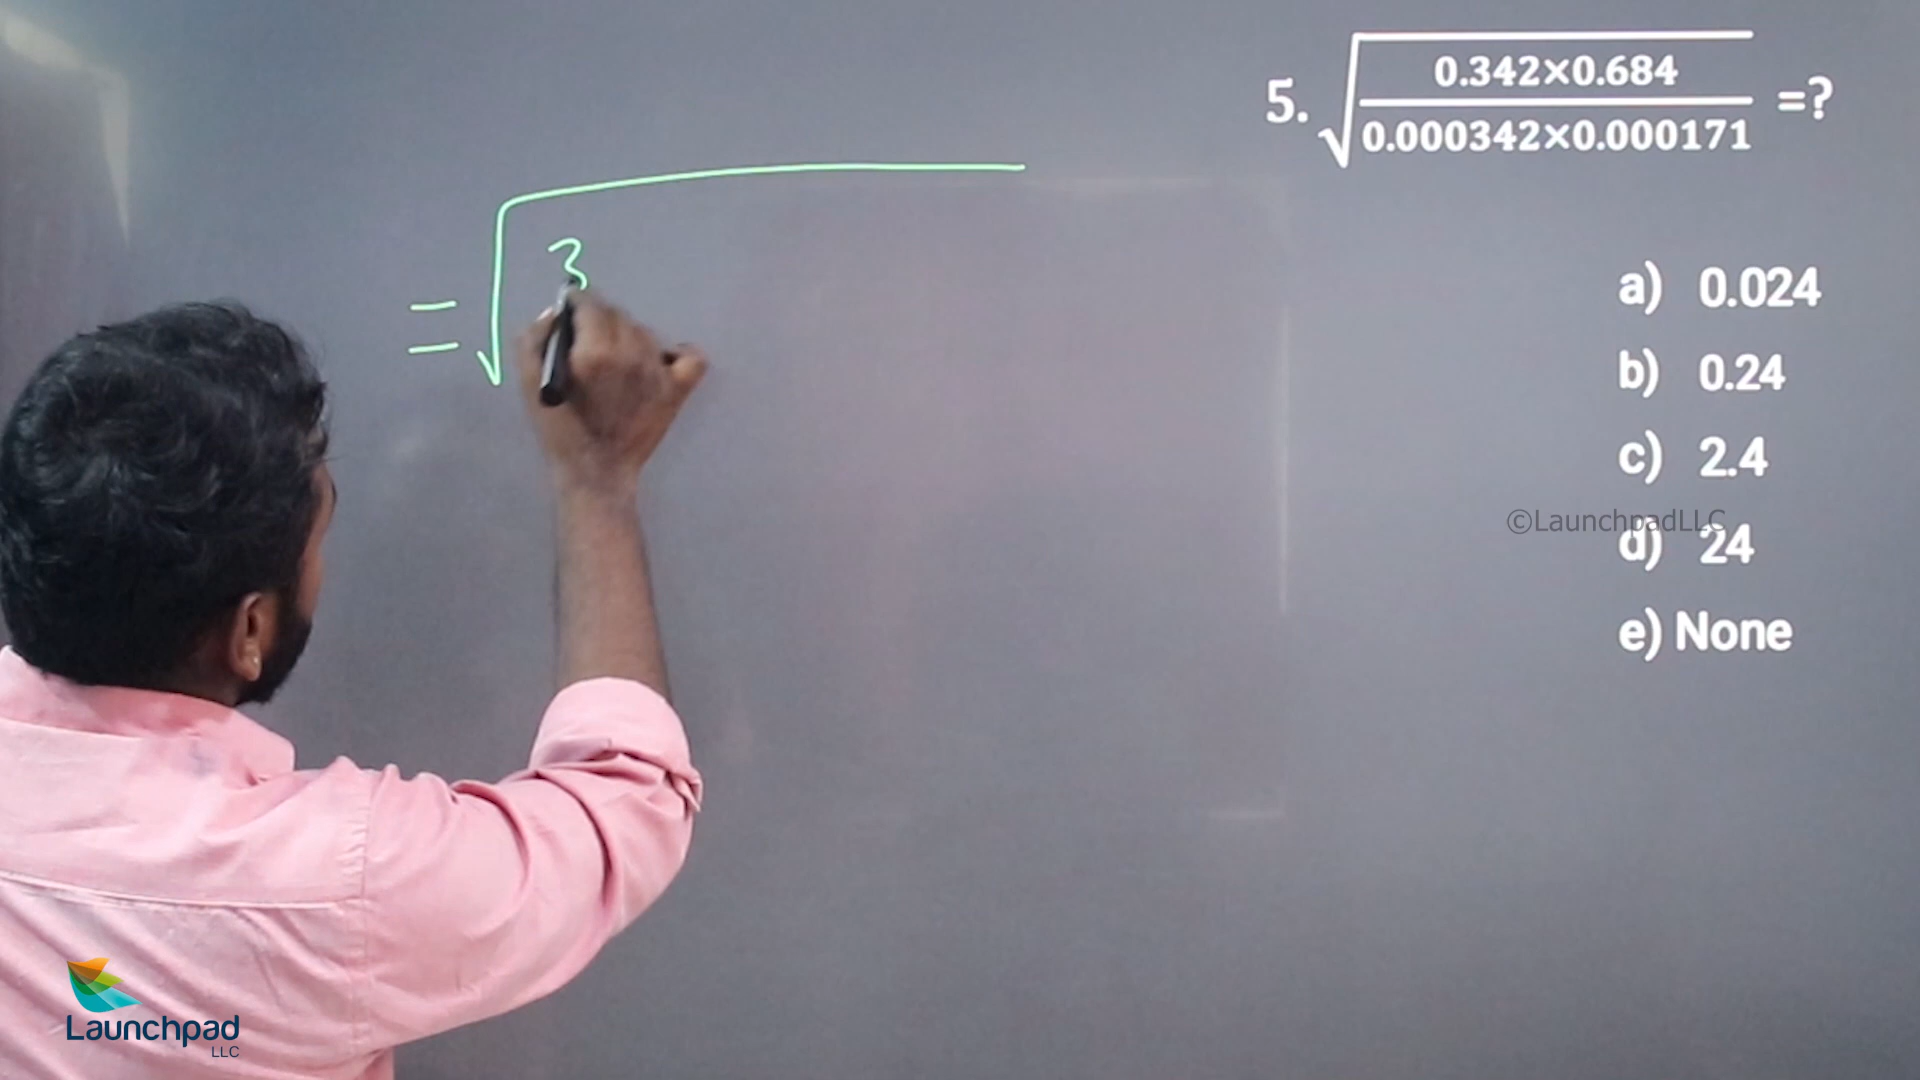 5. √(0.342×0.684 / 0.000342×0.000171) =?
= √ 3
a) 0.024
b) 0.24
c) 2.4
©LaunchpadLLC
d) 24
e) None
Launchpad
LLC